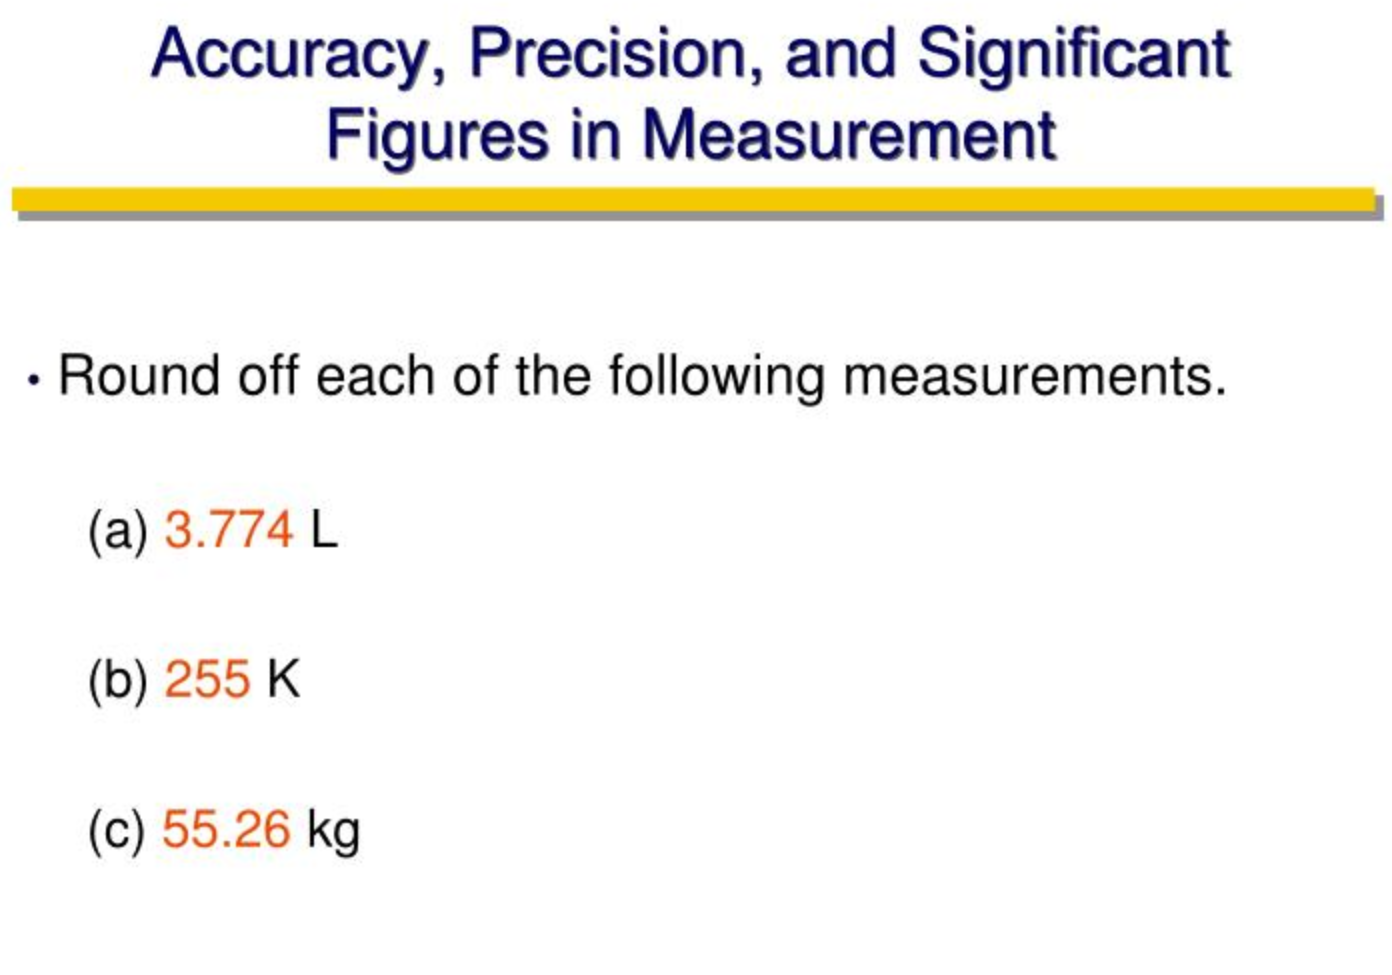 Accuracy, Precision, and Significant
Figures in Measurement
• Round off each of the following measurements.
(a) 3.774 L
(b) 255 K
(c) 55.26 kg